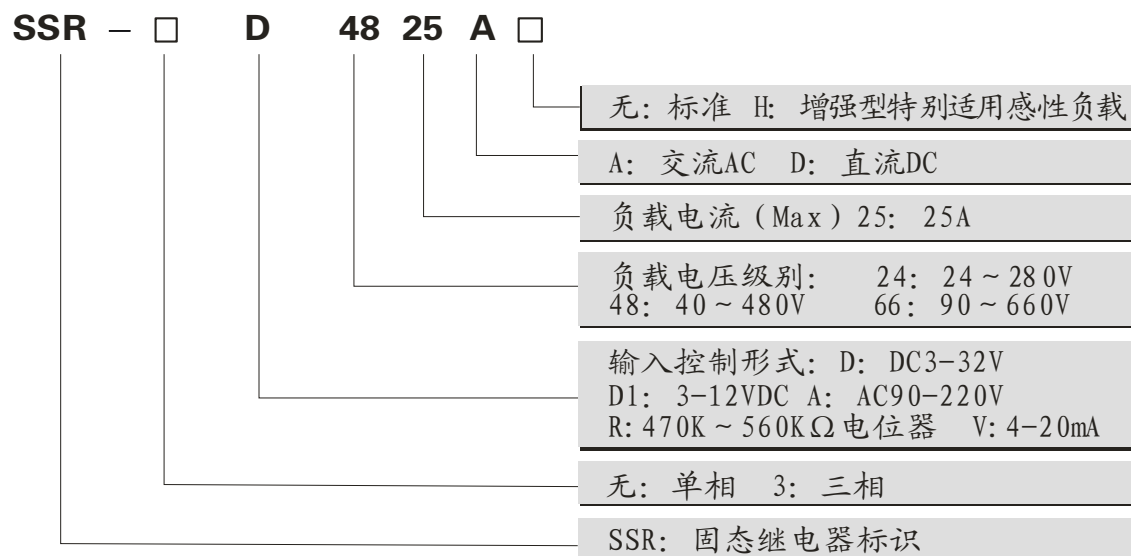 SSR – □ D 48 25 A □
无: 标准 H: 增强型特别适用感性负载
A: 交流AC D: 直流DC
负载电流（Max）25: 25A
负载电压级别: 24: 24~280V
48: 40~480V 66: 90~660V
输入控制形式: D: DC3-32V
D1: 3-12VDC A: AC90-220V
R: 470K~560KΩ电位器 V: 4-20mA
无: 单相 3: 三相
SSR: 固态继电器标识